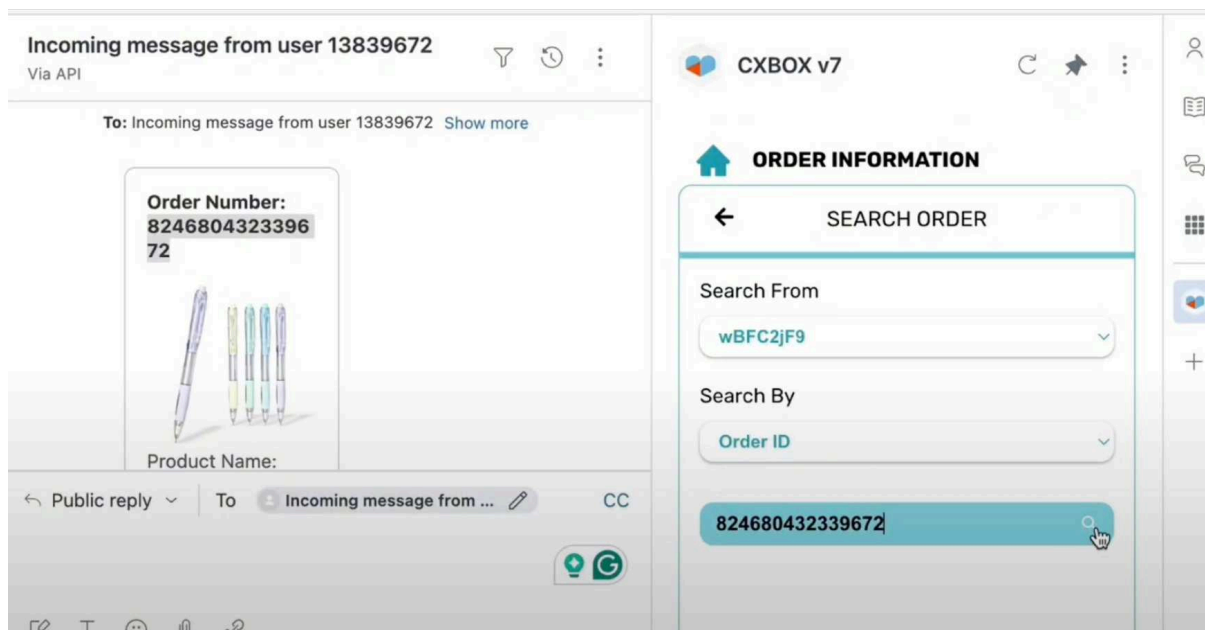 Incoming message from user 13839672
Via API
To: Incoming message from user 13839672 Show more
Order Number:
8246804323396
72
Product Name:
Public reply
To
Incoming message from ...
CC
CXBOX v7
ORDER INFORMATION
SEARCH ORDER
Search From
wBFC2jF9
Search By
Order ID
824680432339672